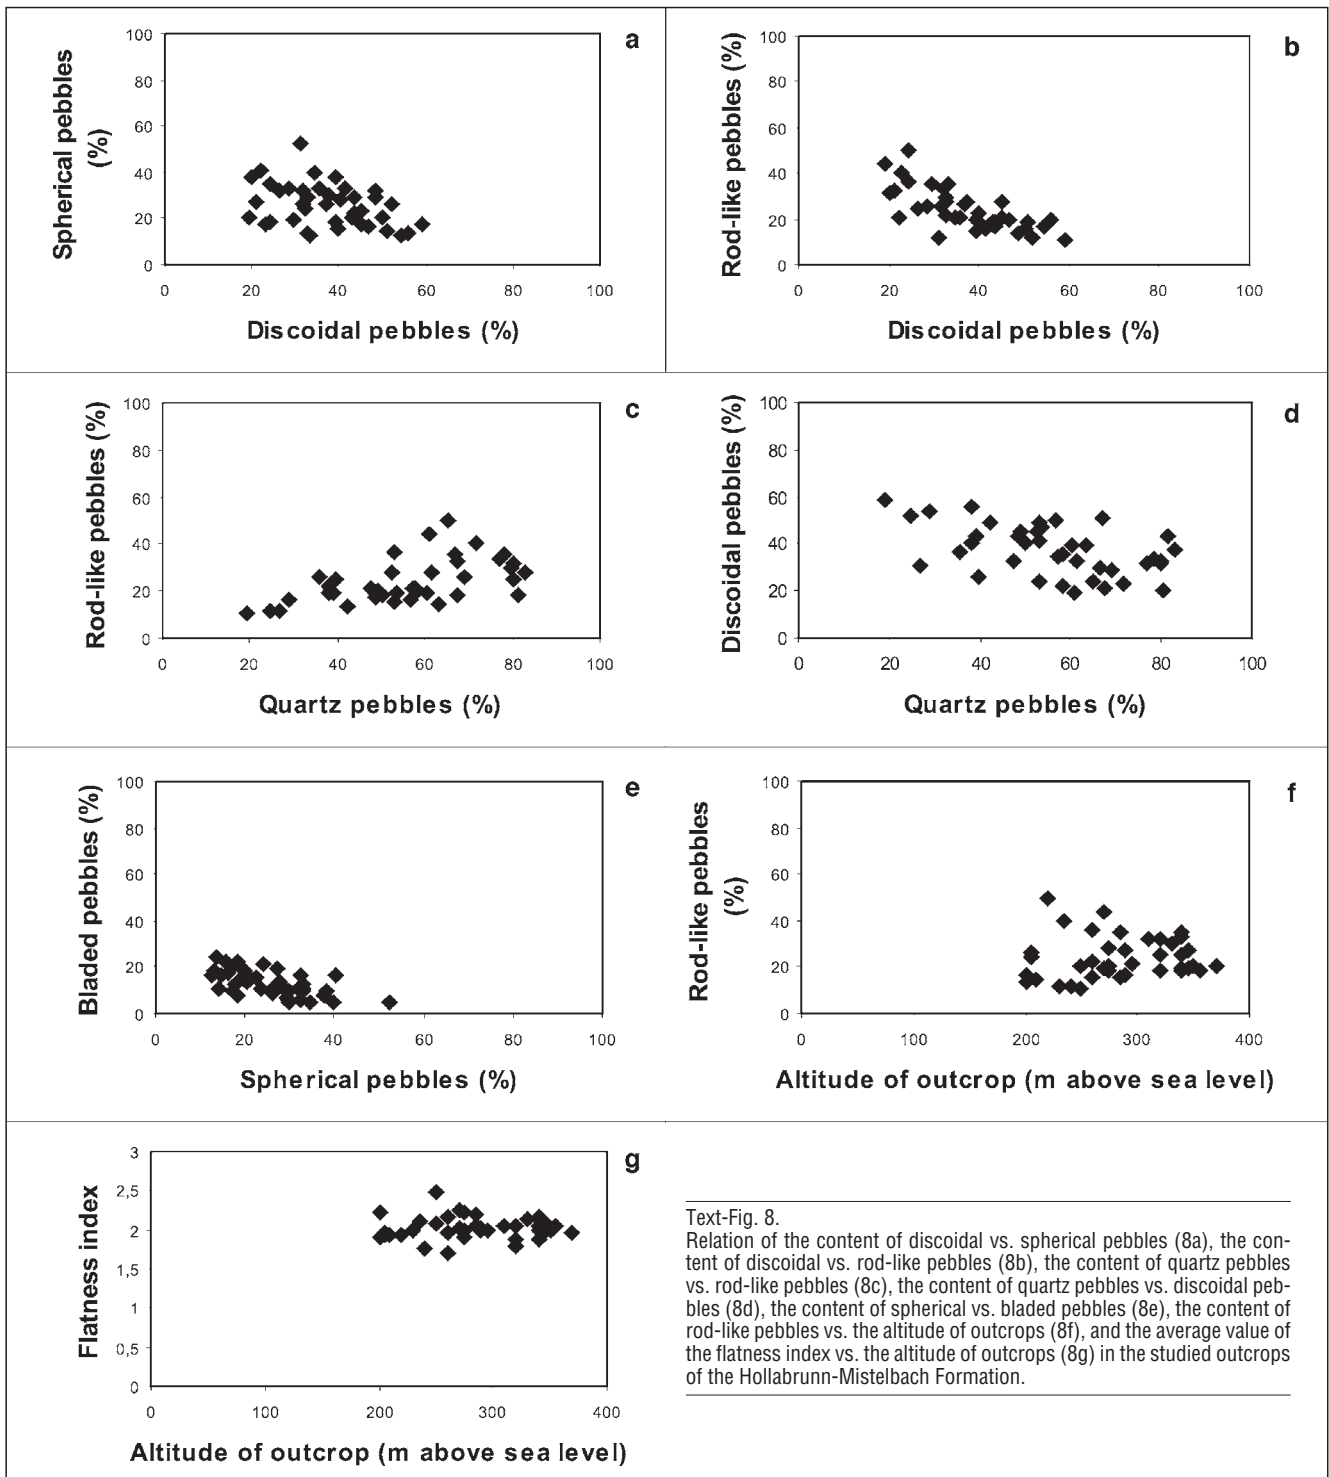 a
Spherical pebbles
(%)
100
80
60
40
20
0
0 20 40 60 80 100
Discoidal pebbles (%)
b
Rod-like pebbles (%)
100
80
60
40
20
0
0 20 40 60 80 100
Discoidal pebbles (%)
c
Rod-like pebbles (%)
100
80
60
40
20
0
0 20 40 60 80 100
Quartz pebbles (%)
d
Discoidal pebbles (%)
100
80
60
40
20
0
0 20 40 60 80 100
Quartz pebbles (%)
e
Bladed pebbles (%)
100
80
60
40
20
0
0 20 40 60 80 100
Spherical pebbles (%)
f
Rod-like pebbles
(%)
100
80
60
40
20
0
0 100 200 300 400
Altitude of outcrop (m above sea level)
g
Flatness index
3
2,5
2
1,5
1
0,5
0
0 100 200 300 400
Altitude of outcrop (m above sea level)
Text-Fig. 8.
Relation of the content of discoidal vs. spherical pebbles (8a), the con-
tent of discoidal vs. rod-like pebbles (8b), the content of quartz pebbles
vs. rod-like pebbles (8c), the content of quartz pebbles vs. discoidal peb-
bles (8d), the content of spherical vs. bladed pebbles (8e), the content of
rod-like pebbles vs. the altitude of outcrops (8f), and the average value of
the flatness index vs. the altitude of outcrops (8g) in the studied outcrops
of the Hollabrunn-Mistelbach Formation.